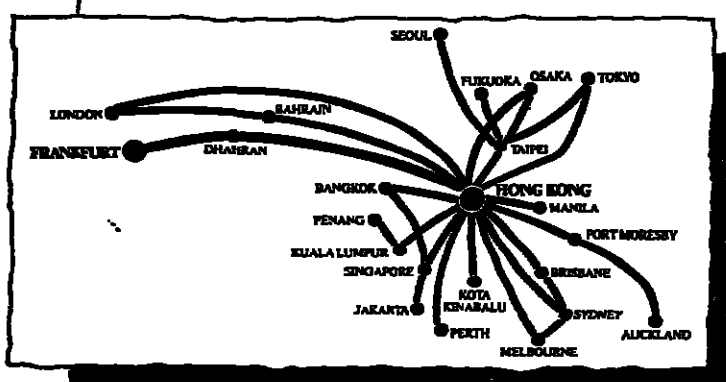 SEOUL
FUKUOKA
OSAKA
TOKYO
LONDON
BAHRAIN
FRANKFURT
DHAHRAN
TAIPEI
BANGKOK
HONG KONG
MANILA
PENANG
PORT MORESBY
KUALA LUMPUR
SINGAPORE
BRISBANE
KOTA
KINABALU
JAKARTA
SYDNEY
PERTH
AUCKLAND
MELBOURNE